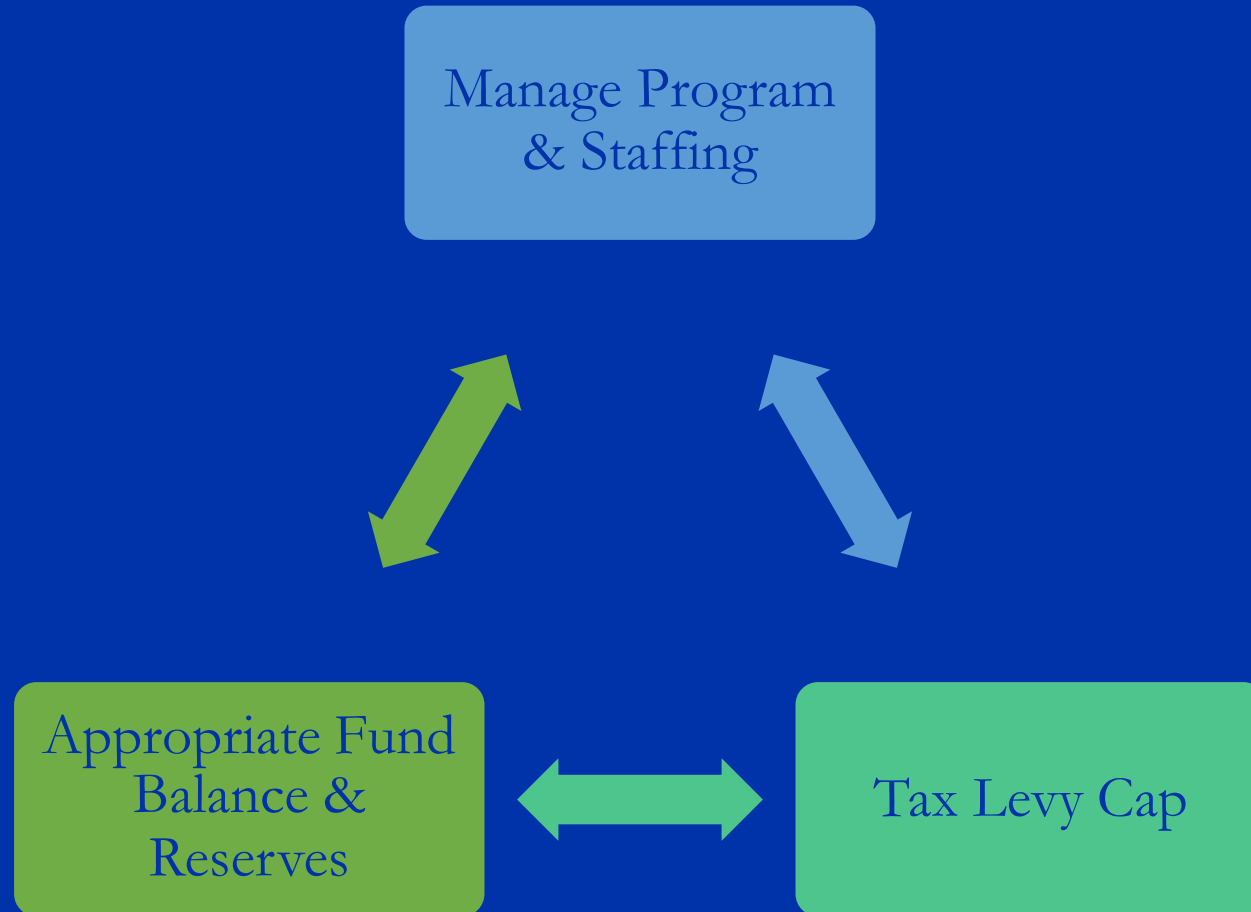 Manage Program
& Staffing
Appropriate Fund
Balance &
Reserves
Tax Levy Cap